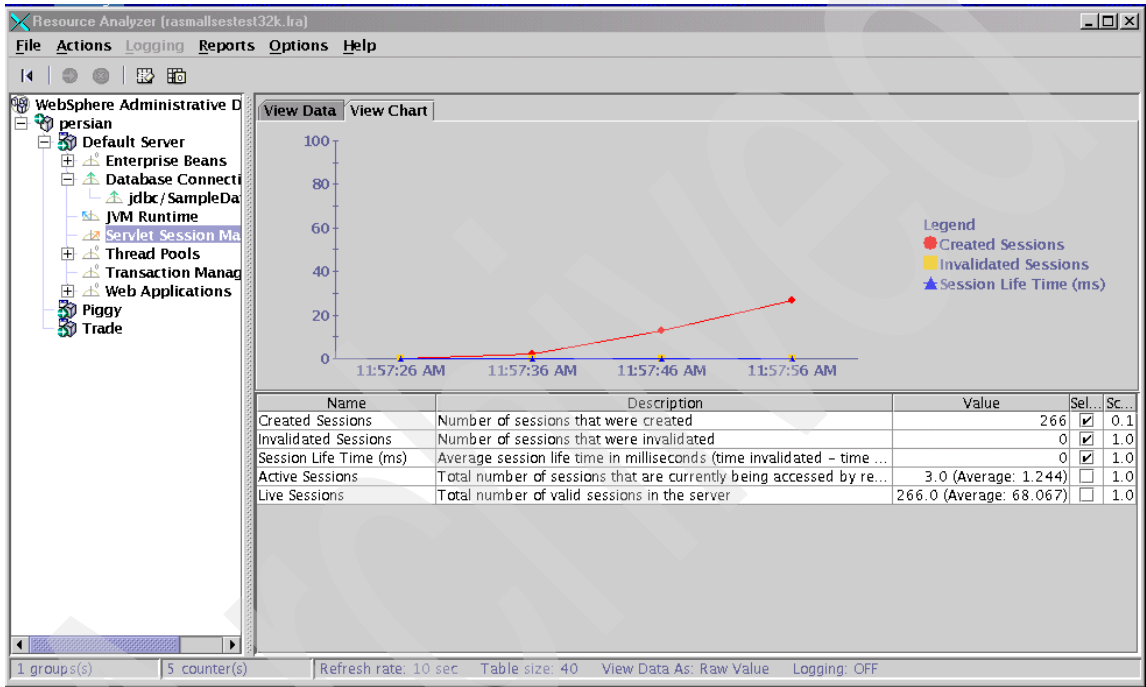 Resource Analyzer (rasmallsestest32k.lra)
File Actions Logging Reports Options Help
WebSphere Administrative D
persian
Default Server
Enterprise Beans
Database Connecti
jdbc/SampleDa
JVM Runtime
Servlet Session Ma
Thread Pools
Transaction Manag
Web Applications
Piggy
Trade
View Data View Chart
100
80
60
40
20
0
11:57:26 AM 11:57:36 AM 11:57:46 AM 11:57:56 AM
Legend
Created Sessions
Invalidated Sessions
Session Life Time (ms)
Name Description Value Sel... Sc...
Created Sessions Number of sessions that were created 266 0.1
Invalidated Sessions Number of sessions that were invalidated 0 1.0
Session Life Time (ms) Average session life time in milliseconds (time invalidated - time ... 0 1.0
Active Sessions Total number of sessions that are currently being accessed by re... 3.0 (Average: 1.244) 1.0
Live Sessions Total number of valid sessions in the server 266.0 (Average: 68.067) 1.0
1 groups(s) 5 counter(s) Refresh rate: 10 sec Table size: 40 View Data As: Raw Value Logging: OFF